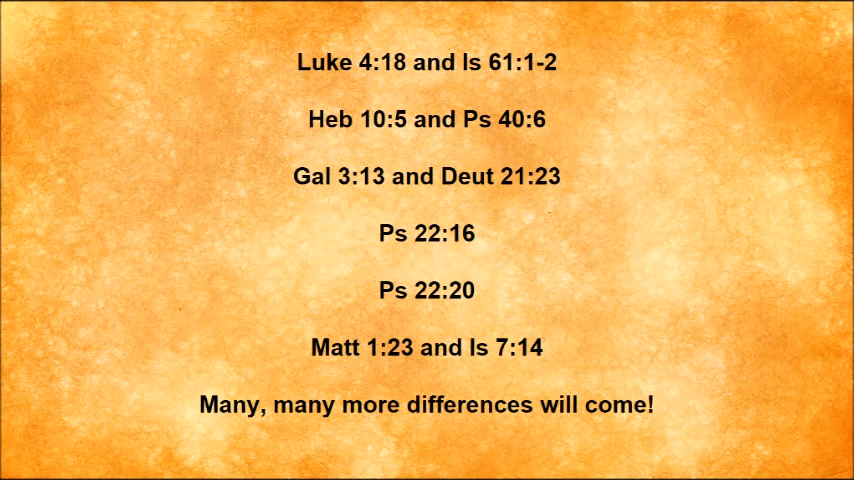 Luke 4:18 and Is 61:1-2
Heb 10:5 and Ps 40:6
Gal 3:13 and Deut 21:23
Ps 22:16
Ps 22:20
Matt 1:23 and Is 7:14
Many, many more differences will come!